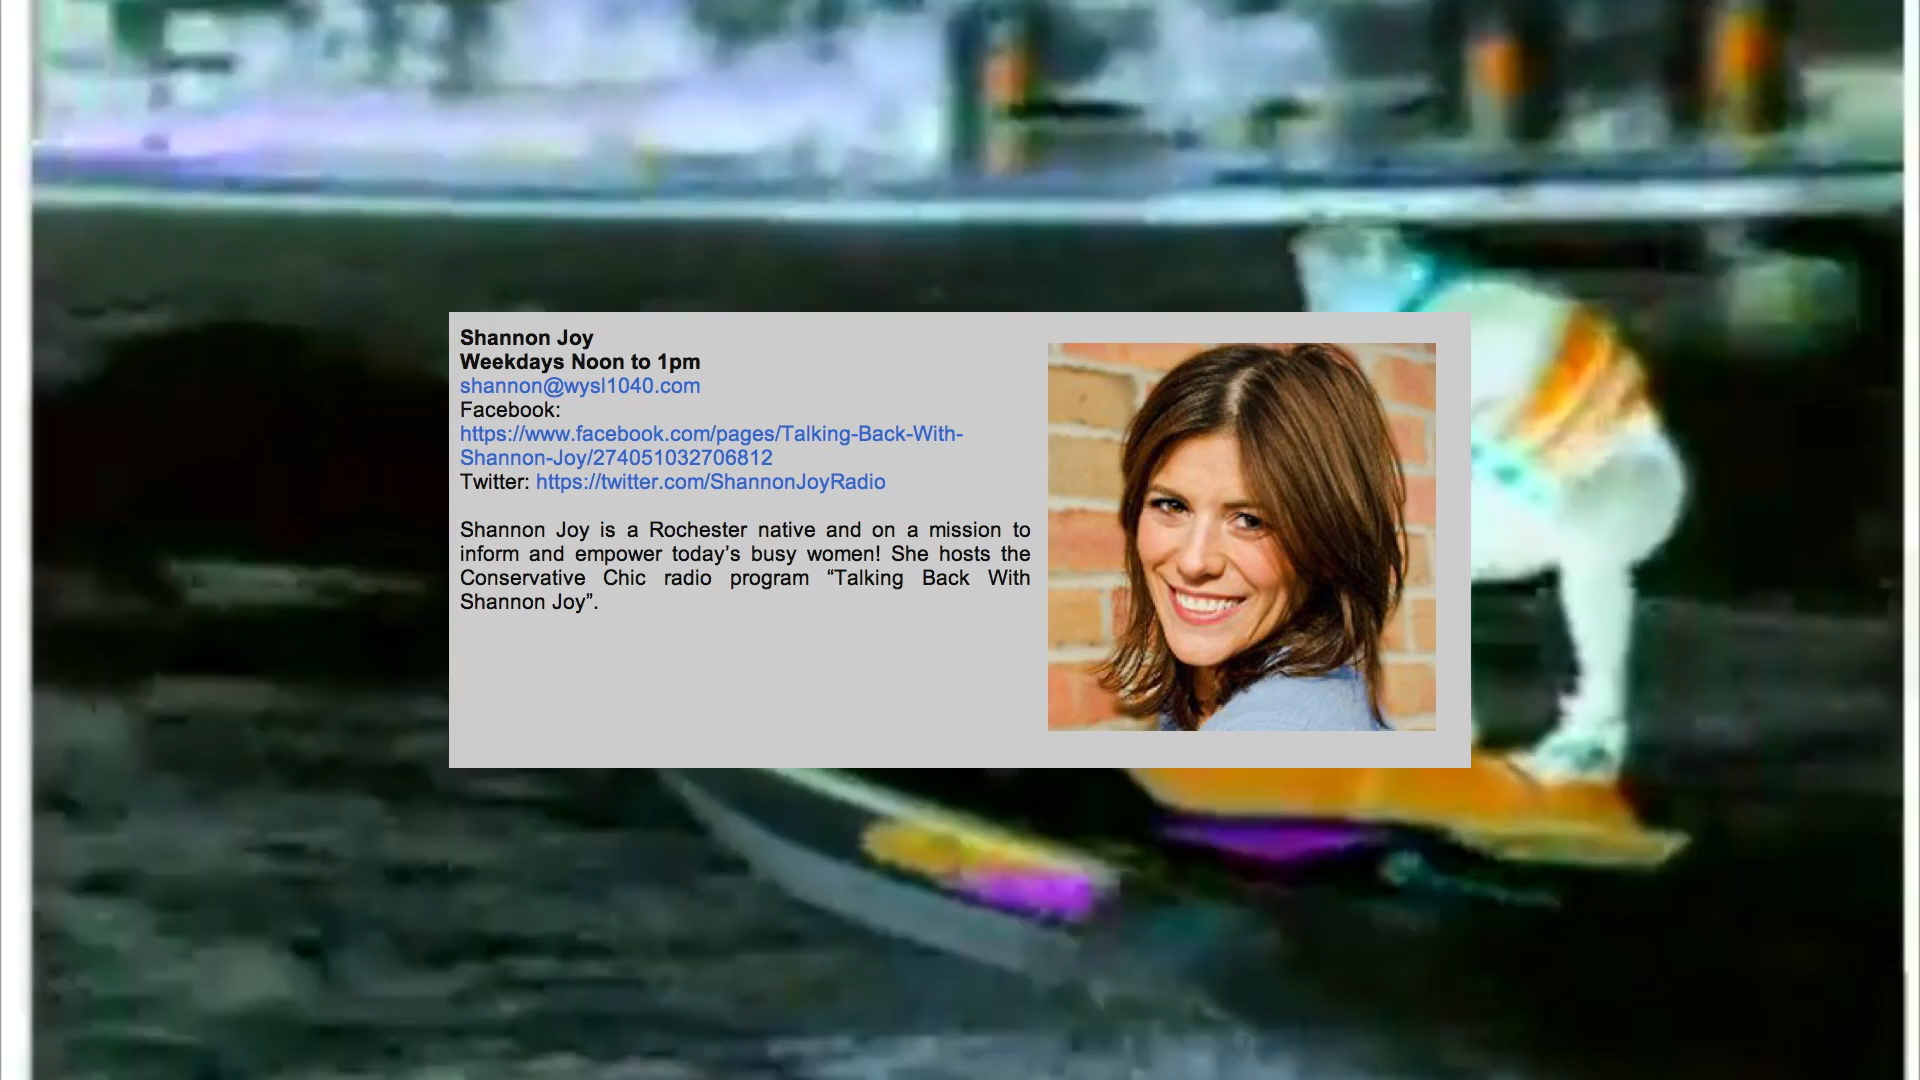 Shannon Joy
Weekdays Noon to 1pm
shannon@wysl1040.com
Facebook:
https://www.facebook.com/pages/Talking-Back-With-
Shannon-Joy/274051032706812
Twitter: https://twitter.com/ShannonJoyRadio
Shannon Joy is a Rochester native and on a mission to
inform and empower today’s busy women! She hosts the
Conservative Chic radio program “Talking Back With
Shannon Joy”.